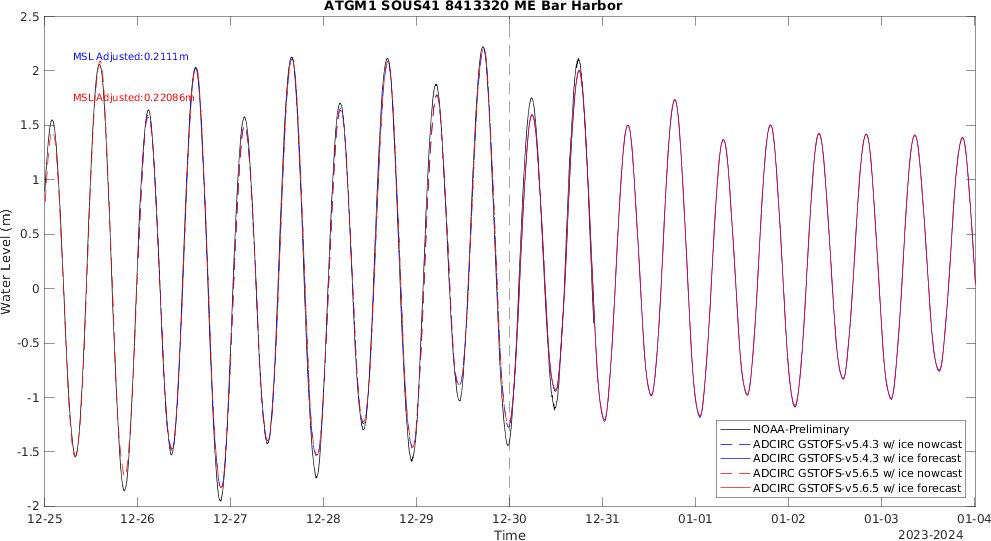 ATGM1 SOUS41 8413320 ME Bar Harbor
2.5
2
1.5
1
0.5
0
-0.5
-1
-1.5
-2
Water Level (m)
MSL Adjusted:0.2111m
MSL Adjusted:0.22086m
NOAA-Preliminary
ADCIRC GSTOFS-v5.4.3 w/ ice nowcast
ADCIRC GSTOFS-v5.4.3 w/ ice forecast
ADCIRC GSTOFS-v5.6.5 w/ ice nowcast
ADCIRC GSTOFS-v5.6.5 w/ ice forecast
12-25 12-26 12-27 12-28 12-29 12-30 12-31 01-01 01-02 01-03 01-04
Time
2023-2024